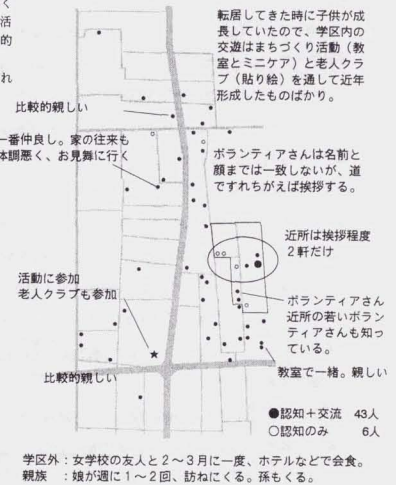 く
活
的
れ
転居してきた時に子供が成
長していたので、学区内の
交遊はまちづくり活動（教
室とミニケア）と老人クラ
ブ（貼り絵）を通して近年
形成したものばかり。
比較的親しい
一番仲良し。家の往来も
体調悪く、お見舞に行く
ボランティアさんは名前と
顔までは一致しないが、道
ですれちがえば挨拶する。
近所は挨拶程度
２軒だけ
活動に参加
老人クラブも参加
ボランティアさん
近所の若いボラン
ティアさんも知っ
ている。
比較的親しい
教室で一緒。親しい
●認知＋交流 43人
○認知のみ 6人
学区外：女学校の友人と２〜３月に一度、ホテルなどで会食。
親族 ：娘が週に１〜２回、訪ねにくる。孫もくる。